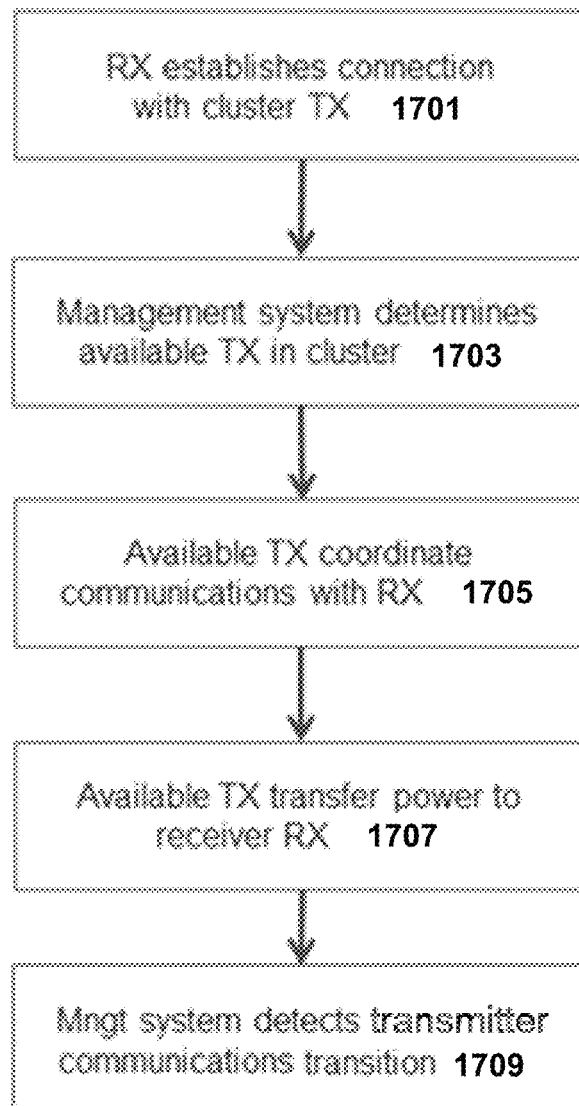 RX establishes connection
with cluster TX 1701
Management system determines
available TX in cluster 1703
Available TX coordinate
communications with RX 1705
Available TX transfer power to
receiver RX 1707
Mngt system detects transmitter
communications transition 1709